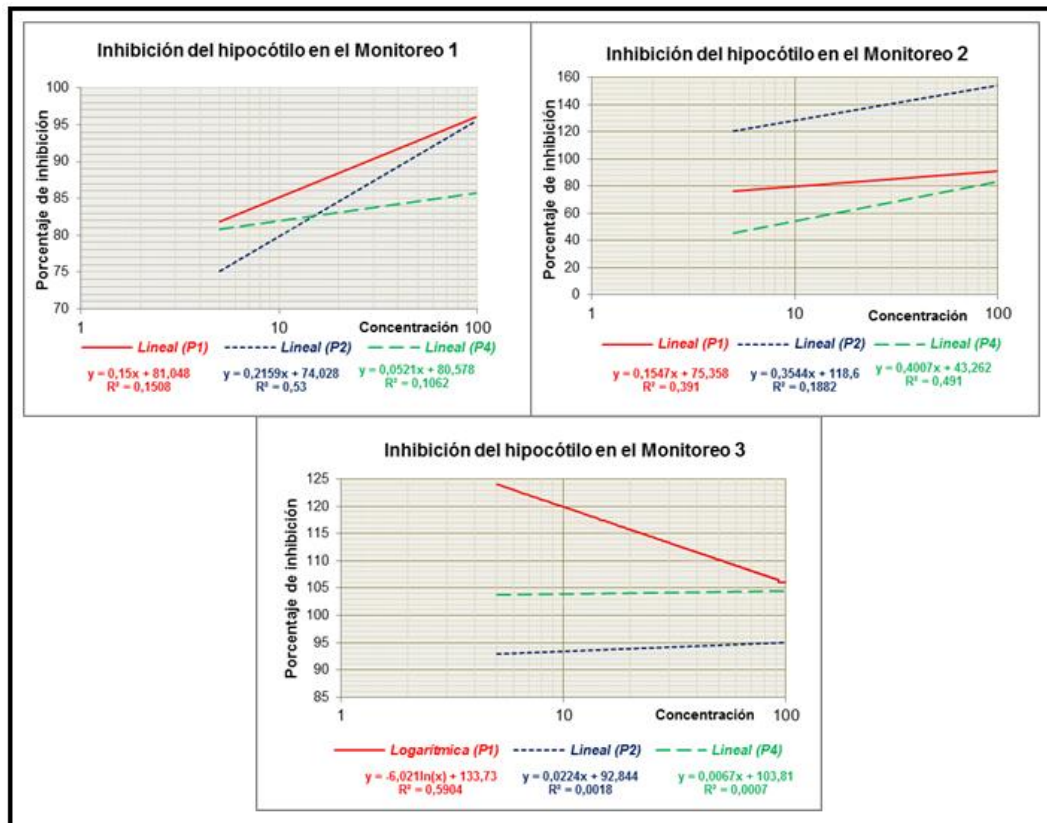 Inhibición del hipocótilo en el Monitoreo 1
Porcentaje de inhibición
100
95
90
85
80
75
70
1
10
Concentración
100
Lineal (P1)
Lineal (P2)
Lineal (P4)
y = 0,15x + 81,048
R² = 0,1508
y = 0,2159x + 74,028
R² = 0,53
y = 0,0521x + 80,578
R² = 0,1062
Inhibición del hipocótilo en el Monitoreo 2
Porcentaje de inhibición
160
140
120
100
80
60
40
20
0
1
10
Concentración
100
Lineal (P1)
Lineal (P2)
Lineal (P4)
y = 0,1547x + 75,358
R² = 0,391
y = 0,3544x + 118,6
R² = 0,1882
y = 0,4007x + 43,262
R² = 0,491
Inhibición del hipocótilo en el Monitoreo 3
Porcentaje de inhibición
125
120
115
110
105
100
95
90
85
1
10
Concentración
100
Logarítmica (P1)
Lineal (P2)
Lineal (P4)
y = -6,021ln(x) + 133,73
R² = 0,5904
y = 0,0224x + 92,844
R² = 0,0018
y = 0,0067x + 103,81
R² = 0,0007